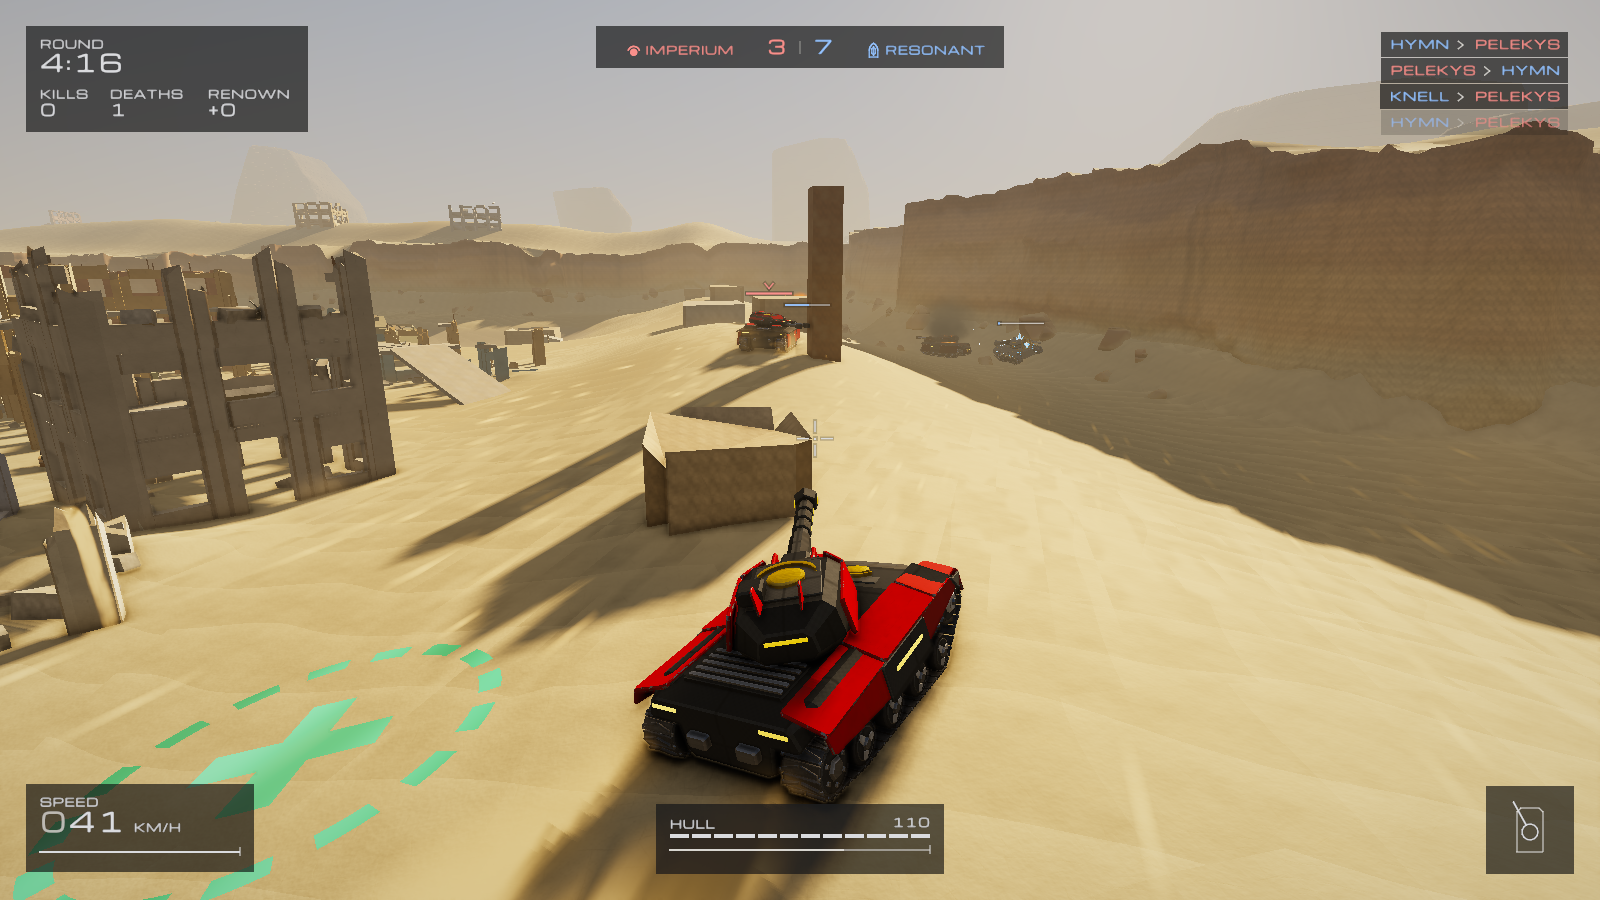 ROUND
4:16
KILLS DEATHS RENOWN
0 1 +0
IMPERIUM 3 | 7 RESONANT
HYMN > PELEKYS
PELEKYS > HYMN
KNELL > PELEKYS
HYMN > PELEKYS
SPEED
041 KM/H
HULL 110